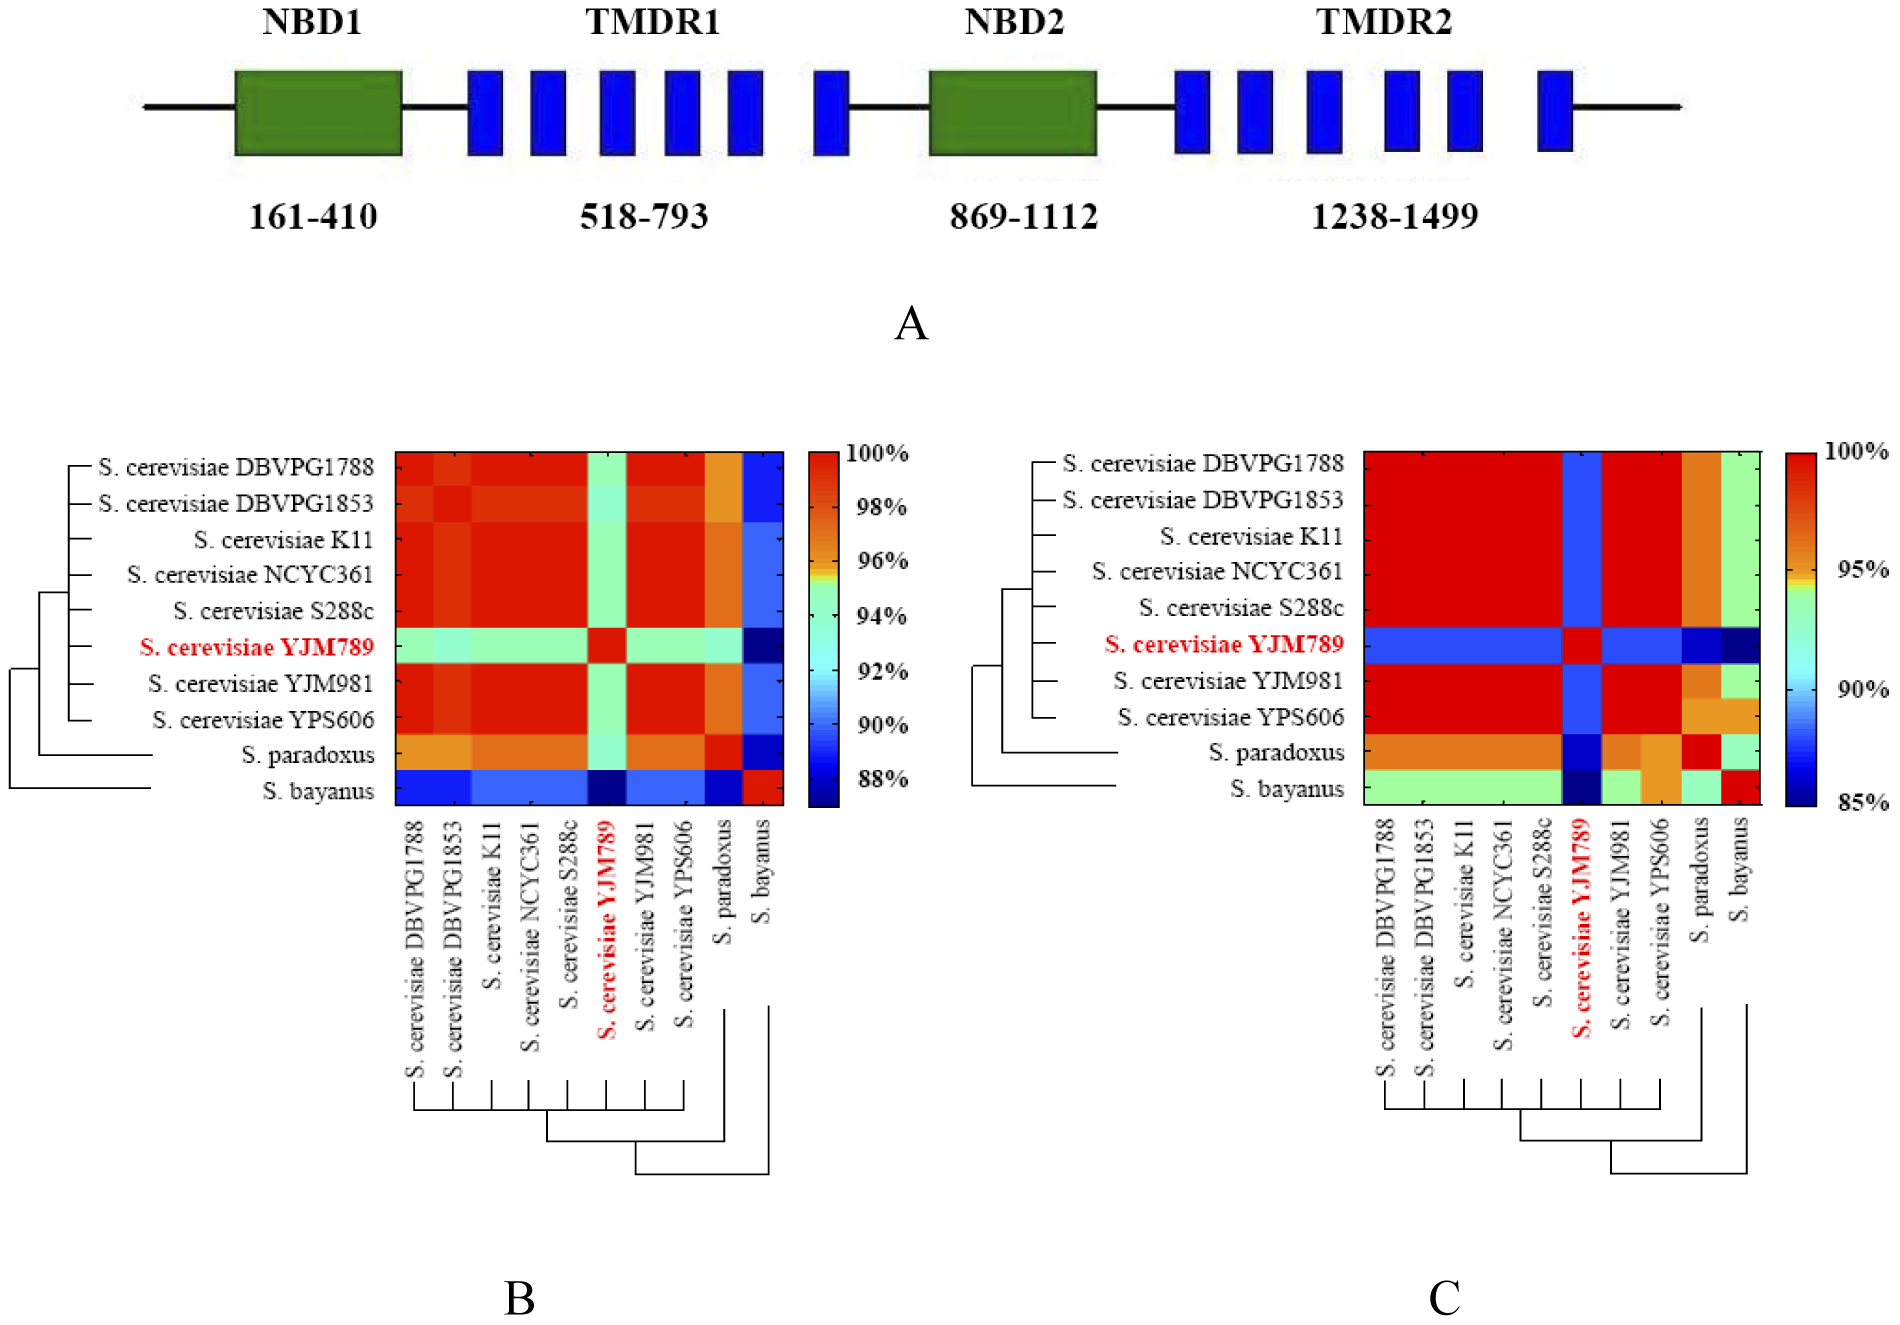 NBD1 TMDR1 NBD2 TMDR2
161-410 518-793 869-1112 1238-1499
A
S. cerevisiae DBVPG1788
S. cerevisiae DBVPG1853
S. cerevisiae K11
S. cerevisiae NCYC361
S. cerevisiae S288c
S. cerevisiae YJM789
S. cerevisiae YJM981
S. cerevisiae YPS606
S. paradoxus
S. bayanus
100%
98%
96%
94%
92%
90%
88%
S. cerevisiae DBVPG1788
S. cerevisiae DBVPG1853
S. cerevisiae K11
S. cerevisiae NCYC361
S. cerevisiae S288c
S. cerevisiae YJM789
S. cerevisiae YJM981
S. cerevisiae YPS606
S. paradoxus
S. bayanus
B
S. cerevisiae DBVPG1788
S. cerevisiae DBVPG1853
S. cerevisiae K11
S. cerevisiae NCYC361
S. cerevisiae S288c
S. cerevisiae YJM789
S. cerevisiae YJM981
S. cerevisiae YPS606
S. paradoxus
S. bayanus
100%
95%
90%
85%
S. cerevisiae DBVPG1788
S. cerevisiae DBVPG1853
S. cerevisiae K11
S. cerevisiae NCYC361
S. cerevisiae S288c
S. cerevisiae YJM789
S. cerevisiae YJM981
S. cerevisiae YPS606
S. paradoxus
S. bayanus
C